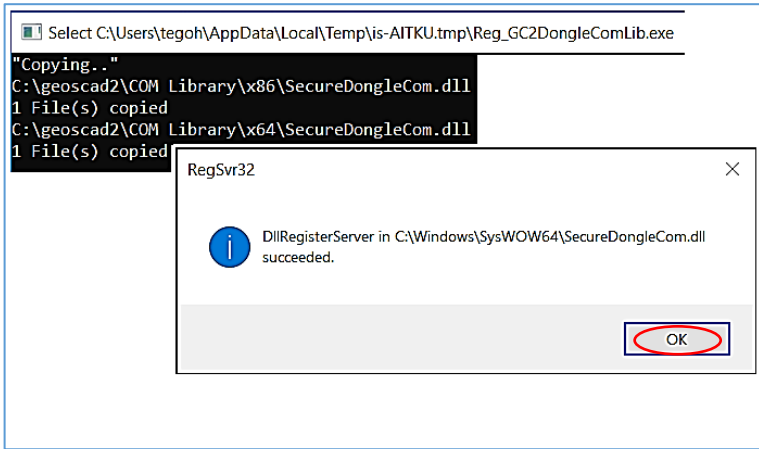 Select C:\Users\tegoh\AppData\Local\Temp\is-AITKU.tmp\Reg_GC2DongleComLib.exe
"Copying.."
C:\geoscad2\COM Library\x86\SecureDongleCom.dll
1 File(s) copied
C:\geoscad2\COM Library\x64\SecureDongleCom.dll
1 File(s) copied
RegSvr32
DllRegisterServer in C:\Windows\SysWOW64\SecureDongleCom.dll
succeeded.
OK